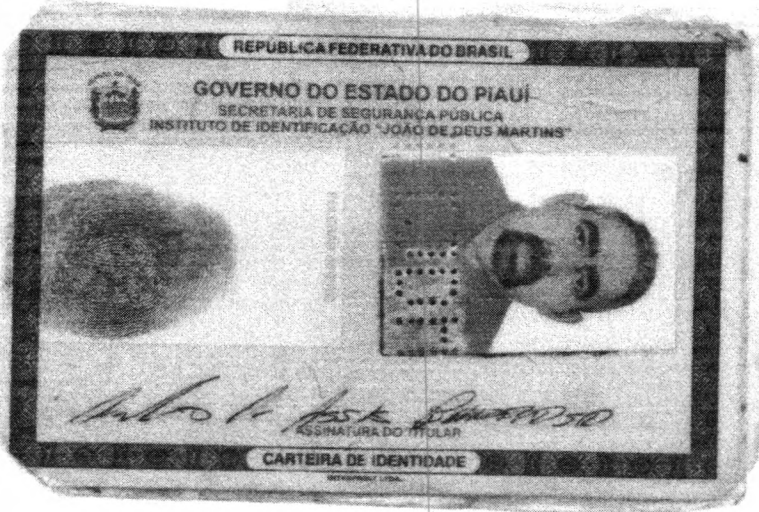 REPÚBLICA FEDERATIVA DO BRASIL
GOVERNO DO ESTADO DO PIAUÍ
SECRETARIA DE SEGURANÇA PÚBLICA
INSTITUTO DE IDENTIFICAÇÃO "JOÃO DE DEUS MARTINS"
ASSINATURA DO TITULAR
CARTEIRA DE IDENTIDADE